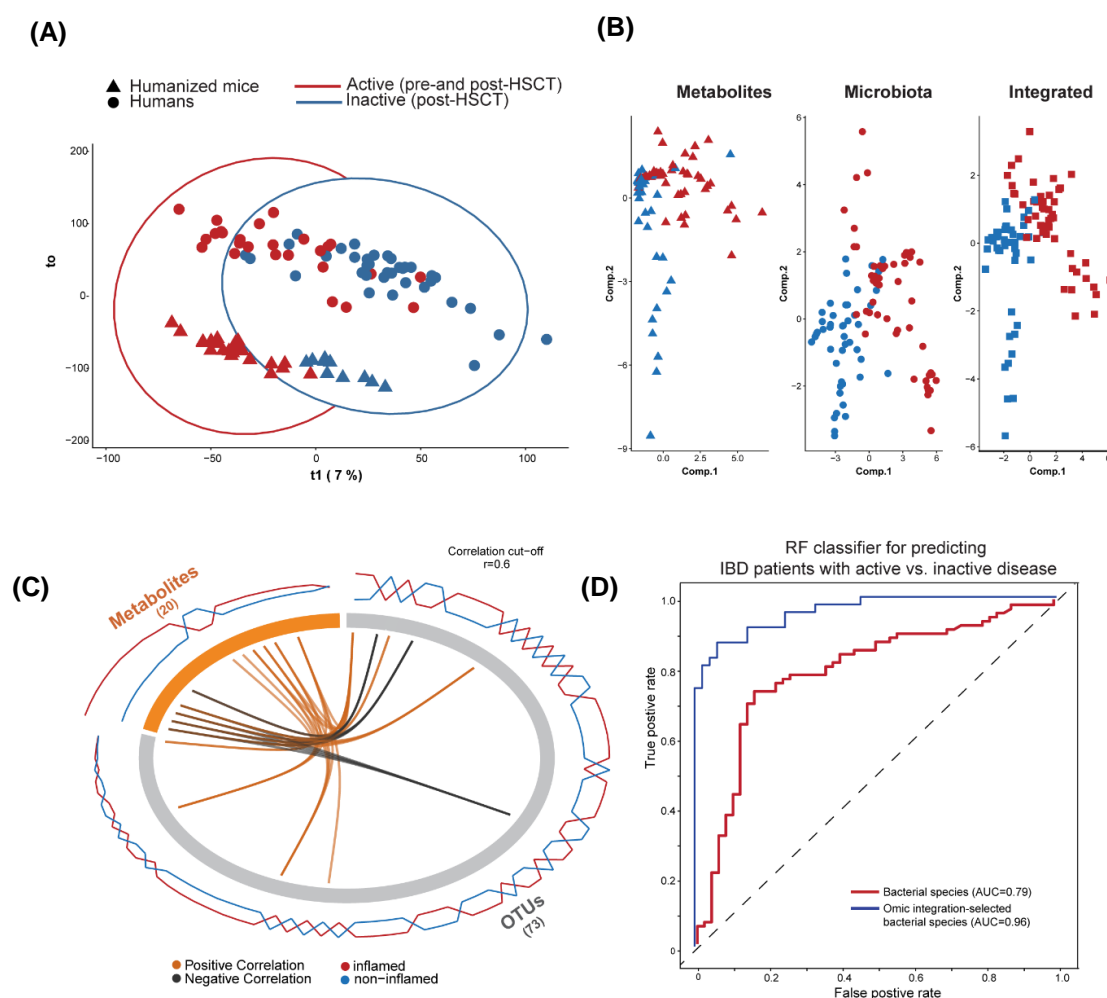 (A)
Humanized mice
Humans
Active (pre-and post-HSCT)
Inactive (post-HSCT)
200
100
0
−100
−200
to
−100
−50
0
50
100
t1 ( 7 %)
(B)
Metabolites
Microbiota
Integrated
0
−3
−6
−9
Comp.2
0.0
2.5
5.0
Comp.1
6
4
2
0
−2
Comp.2
−3
0
3
6
Comp.1
2
0
−2
−4
−6
Comp.2
−2
0
2
4
Comp.1
(C)
Correlation cut−off
r=0.6
Metabolites
(20)
OTUs
(73)
Positive Correlation
Negative Correlation
inflamed
non-inflamed
(D)
RF classifier for predicting
IBD patients with active vs. inactive disease
1.0
0.8
0.6
0.4
0.2
0
True postive rate
Bacterial species (AUC=0.79)
Omic integration-selected
bacterial species (AUC=0.96)
0
0.2
0.4
0.6
0.8
1.0
False postive rate